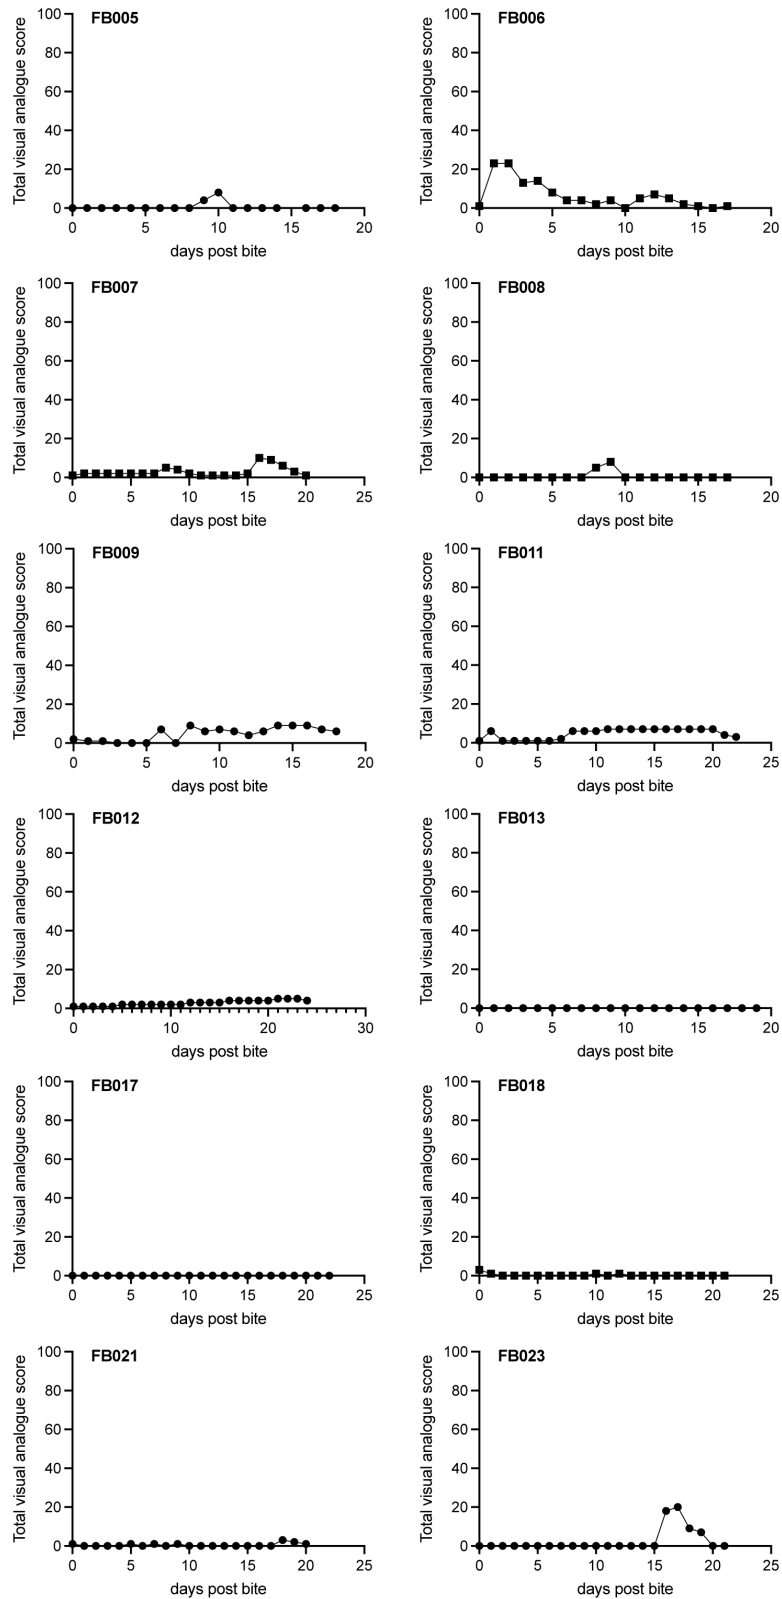 FB005
Total visual analogue score
100
80
60
40
20
0
0 5 10 15 20
days post bite
FB006
Total visual analogue score
100
80
60
40
20
0
0 5 10 15 20
days post bite
FB007
Total visual analogue score
100
80
60
40
20
0
0 5 10 15 20 25
days post bite
FB008
Total visual analogue score
100
80
60
40
20
0
0 5 10 15 20
days post bite
FB009
Total visual analogue score
100
80
60
40
20
0
0 5 10 15 20
days post bite
FB011
Total visual analogue score
100
80
60
40
20
0
0 5 10 15 20 25
days post bite
FB012
Total visual analogue score
100
80
60
40
20
0
0 10 20 30
days post bite
FB013
Total visual analogue score
100
80
60
40
20
0
0 5 10 15 20
days post bite
FB017
Total visual analogue score
100
80
60
40
20
0
0 5 10 15 20 25
days post bite
FB018
Total visual analogue score
100
80
60
40
20
0
0 5 10 15 20 25
days post bite
FB021
Total visual analogue score
100
80
60
40
20
0
0 5 10 15 20 25
days post bite
FB023
Total visual analogue score
100
80
60
40
20
0
0 5 10 15 20 25
days post bite